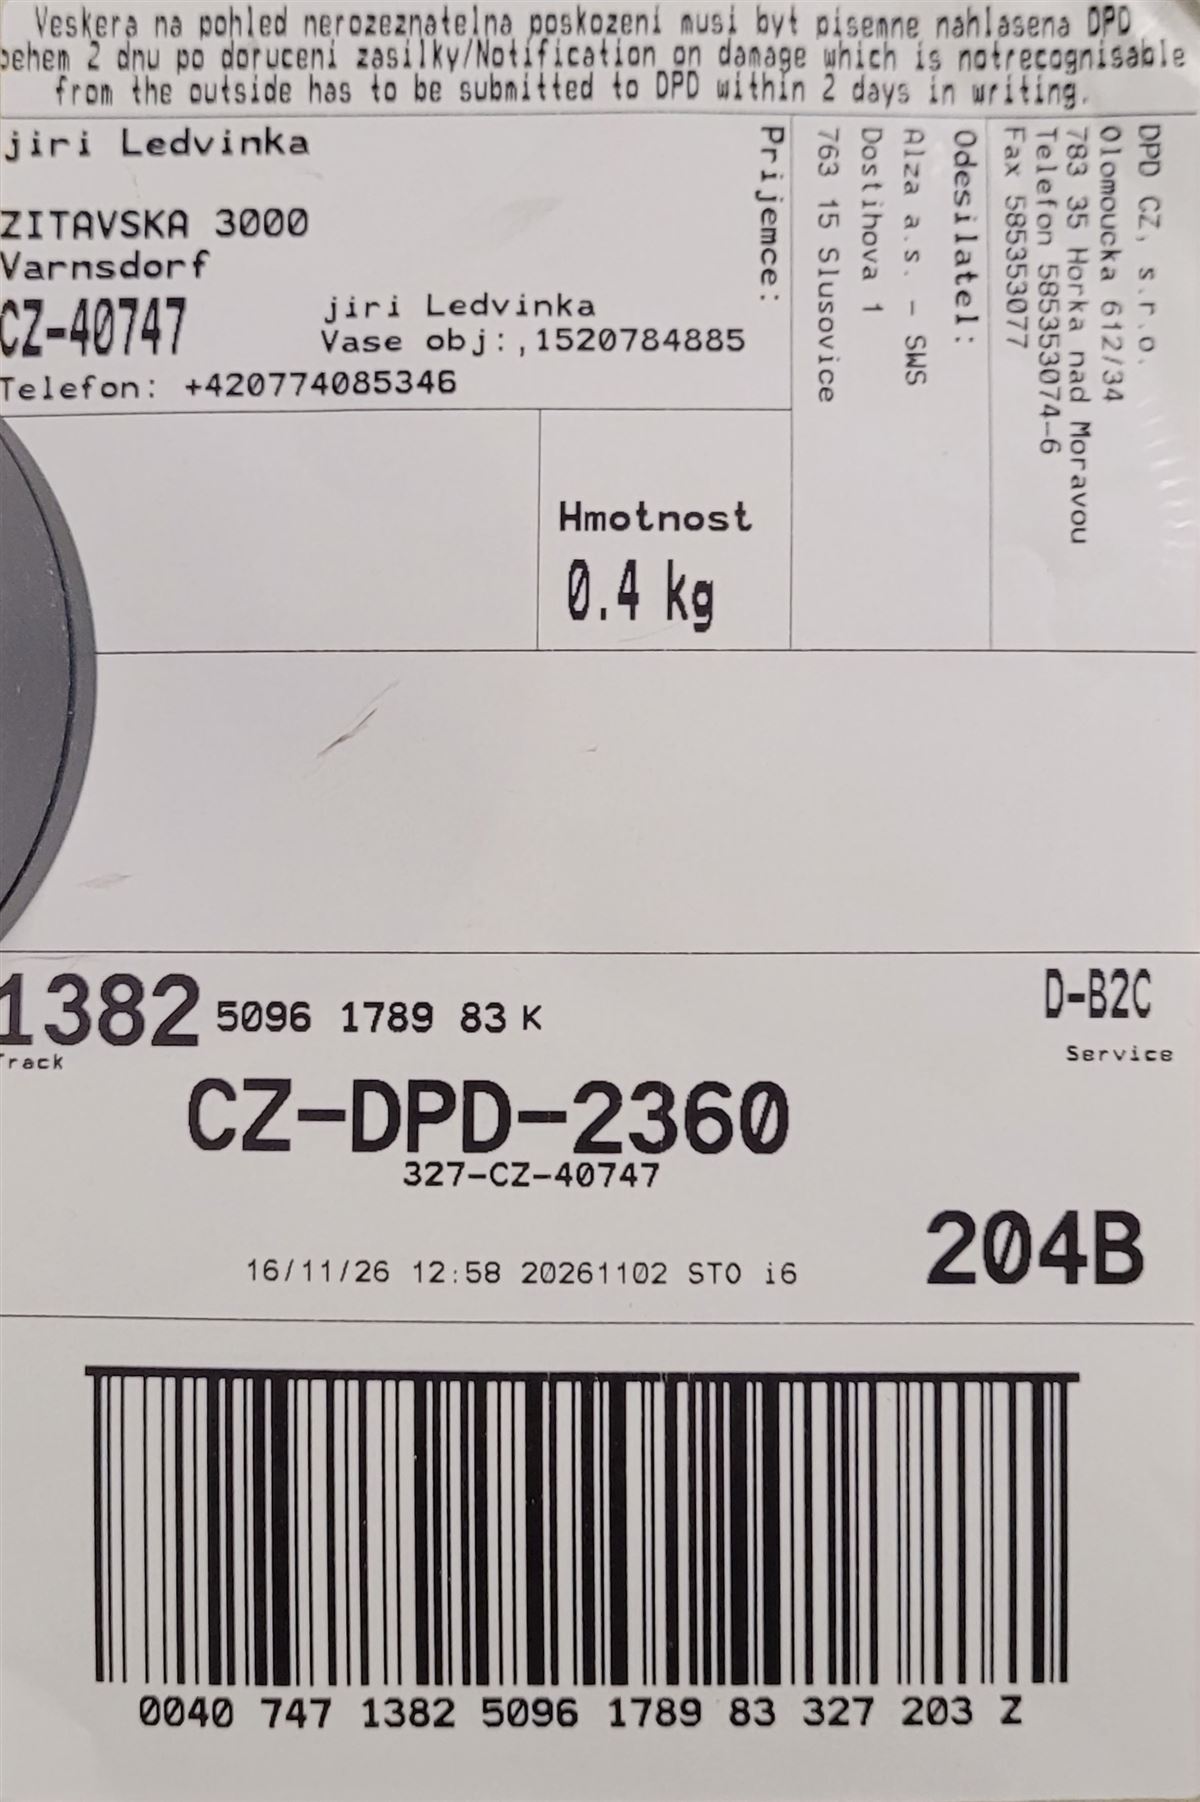 Veskera na pohled nerozeznatelna poskozeni musi byt pisemne nahlasena DPD
behem 2 dnu po doruceni zasilky/Notification on damage which is notrecognisable
from the outside has to be submitted to DPD within 2 days in writing.
jiri Ledvinka
ZITAVSKA 3000
Varnsdorf
CZ-40747
jiri Ledvinka
Vase obj:,1520784885
Telefon: +420774085346
Prijemce:
Odesilatel:
Alza a.s. - SWS
Dostihova 1
763 15 Slusovice
DPD CZ, s.r.o.
Olomoucka 612/34
783 35 Horka nad Moravou
Telefon 585353074-6
Fax 585353077
Hmotnost
0.4 kg
1382 5096 1789 83 K
Track
D-B2C
Service
CZ-DPD-2360
327-CZ-40747
204B
16/11/26 12:58 20261102 STO i6
0040 747 1382 5096 1789 83 327 203 Z